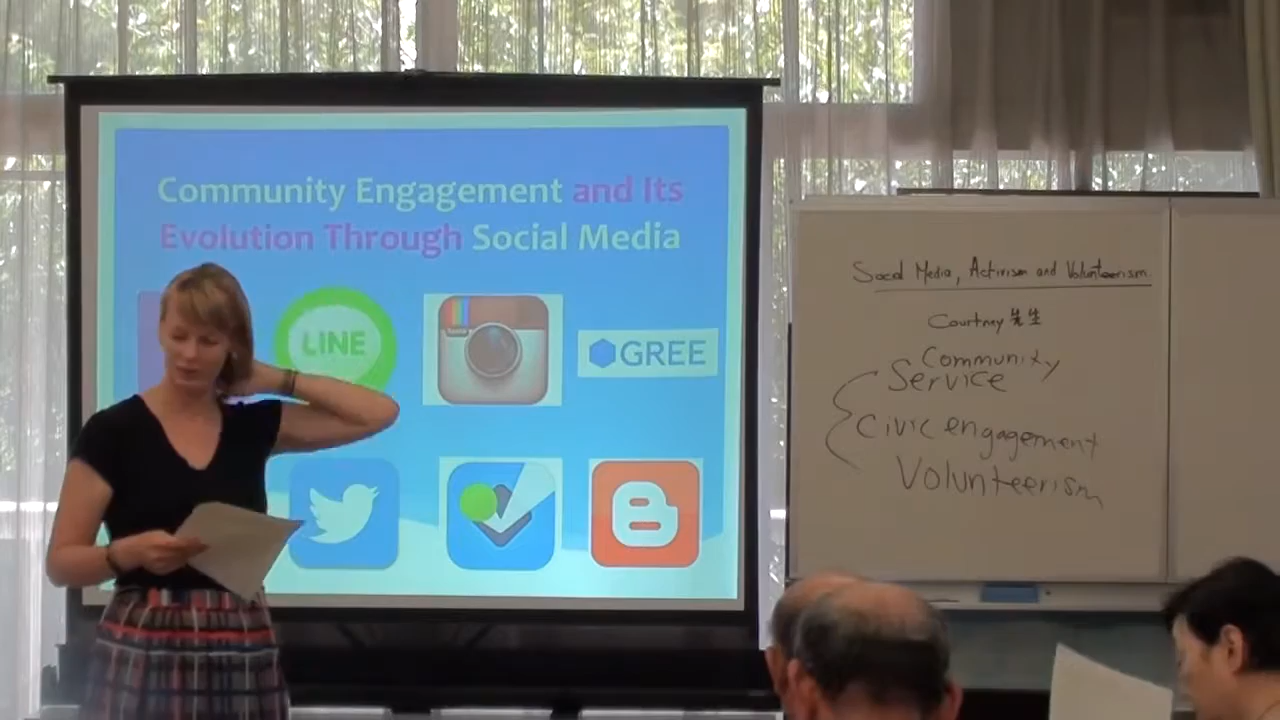 Community Engagement and Its
Evolution Through Social Media
LINE
GREE
Social Media, Activism and Volunteerism.
Courtney 先生
Community
Service
Civic engagement
Volunteerism